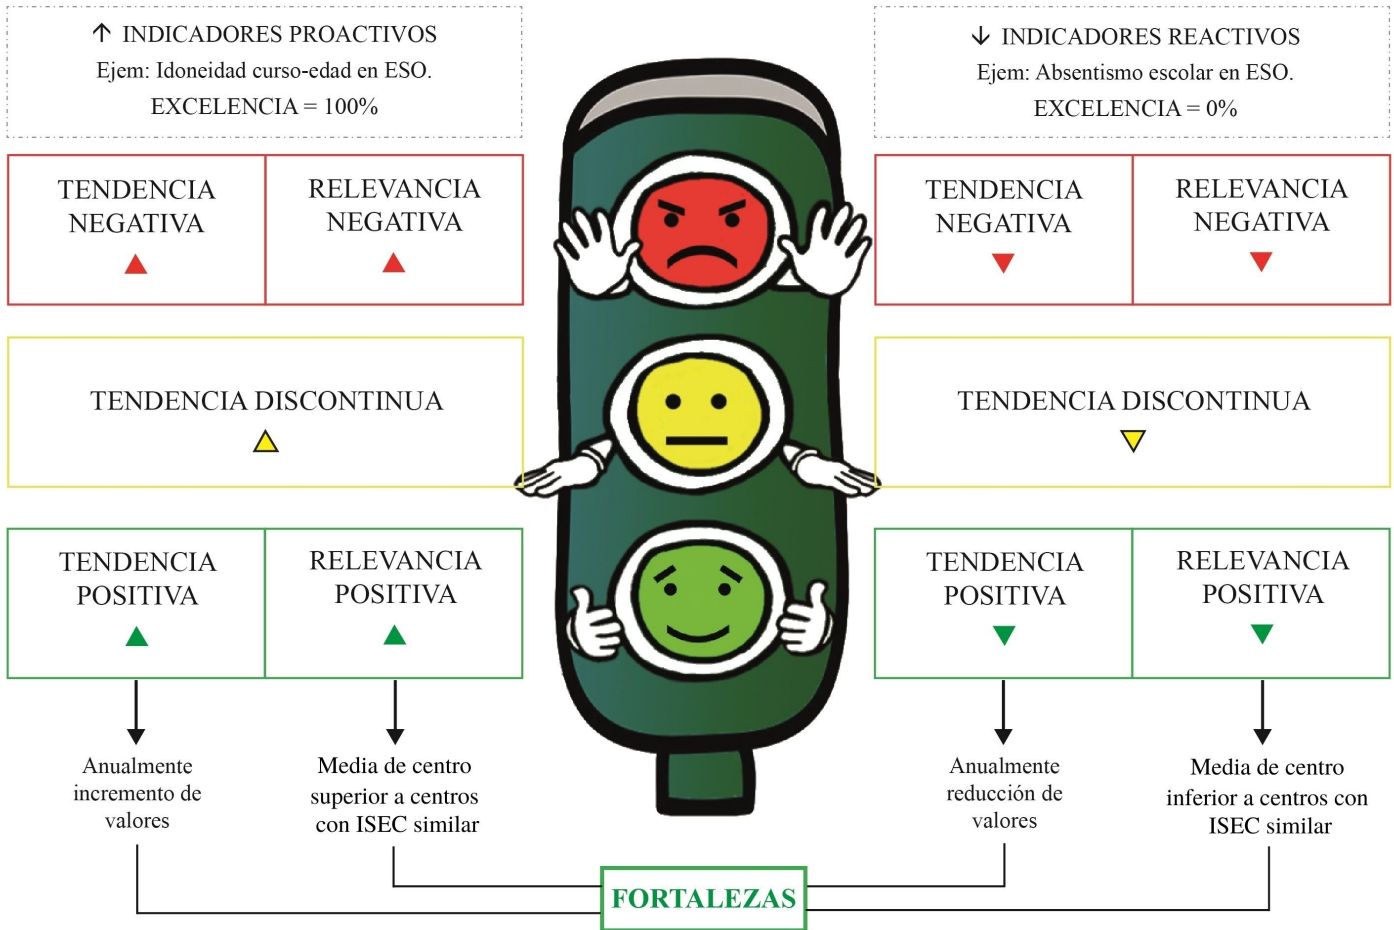 ↑ INDICADORES PROACTIVOS
Ejem: Idoneidad curso-edad en ESO.
EXCELENCIA = 100%
↓ INDICADORES REACTIVOS
Ejem: Absentismo escolar en ESO.
EXCELENCIA = 0%
TENDENCIA
NEGATIVA
RELEVANCIA
NEGATIVA
TENDENCIA
NEGATIVA
RELEVANCIA
NEGATIVA
TENDENCIA DISCONTINUA
TENDENCIA DISCONTINUA
TENDENCIA
POSITIVA
RELEVANCIA
POSITIVA
TENDENCIA
POSITIVA
RELEVANCIA
POSITIVA
Anualmente
incremento de
valores
Media de centro
superior a centros
con ISEC similar
Anualmente
reducción de
valores
Media de centro
inferior a centros con
ISEC similar
FORTALEZAS